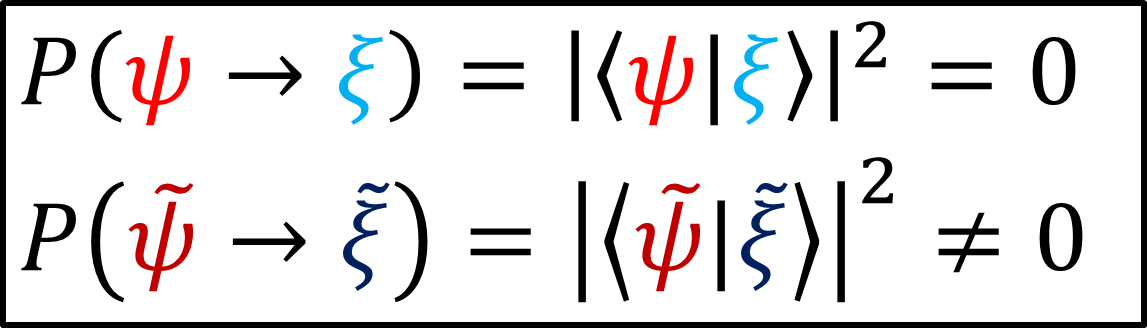 P(ψ → ξ) = |⟨ψ|ξ⟩|² = 0
P(ψ̃ → ξ̃) = |⟨ψ̃|ξ̃⟩|² ≠ 0